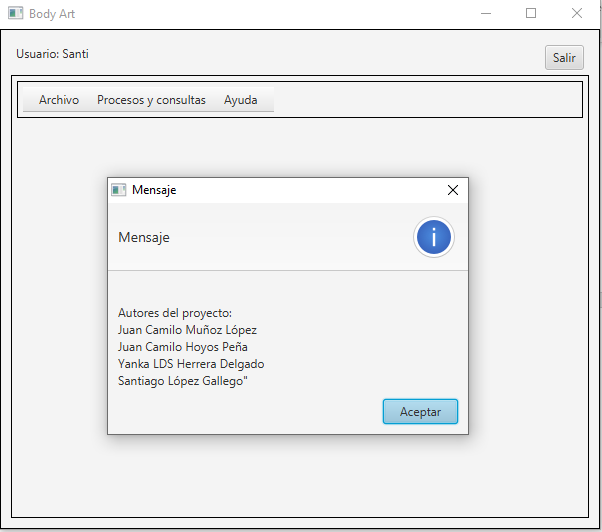 Body Art
Usuario: Santi
Salir
Archivo Procesos y consultas Ayuda
Mensaje
Mensaje
i
Autores del proyecto:
Juan Camilo Muñoz López
Juan Camilo Hoyos Peña
Yanka LDS Herrera Delgado
Santiago López Gallego"
Aceptar